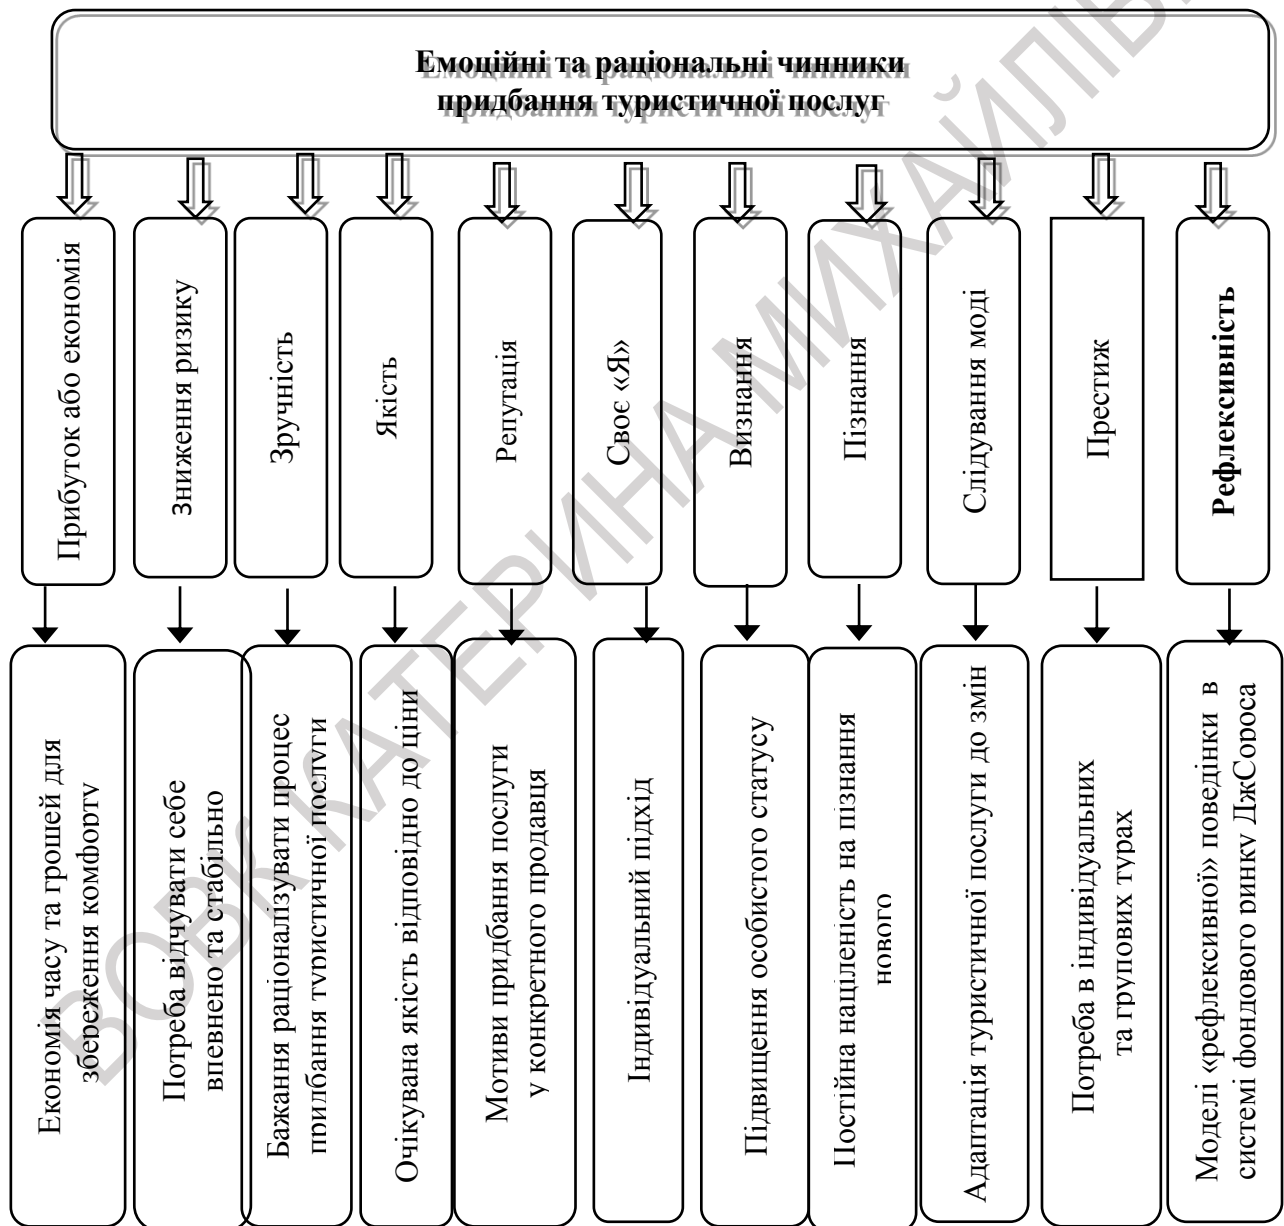 Емоційні та раціональні чинники
придбання туристичної послуг
Прибуток або економія
зниження ризику
Зручність
Якість
Репутація
Своє «Я»
Визнання
Пізнання
Слідування моді
Престиж
Рефлексивність
Економія часу та грошей для
збереження комфорту
Потреба відчувати себе
впевнено та стабільно
Бажання раціоналізувати процес
придбання туристичної послуги
Очікувана якість відповідно до ціни
Мотиви придбання послуги
у конкретного продавця
Індивідуальний підхід
Підвищення особистого статусу
Постійна націленість на пізнання
нового
Адаптація туристичної послуги до змін
Потреба в індивідуальних
та групових турах
Моделі «рефлексивної» поведінки в
системі фондового ринку ДжСороса
ВОВК КАТЕРИНА